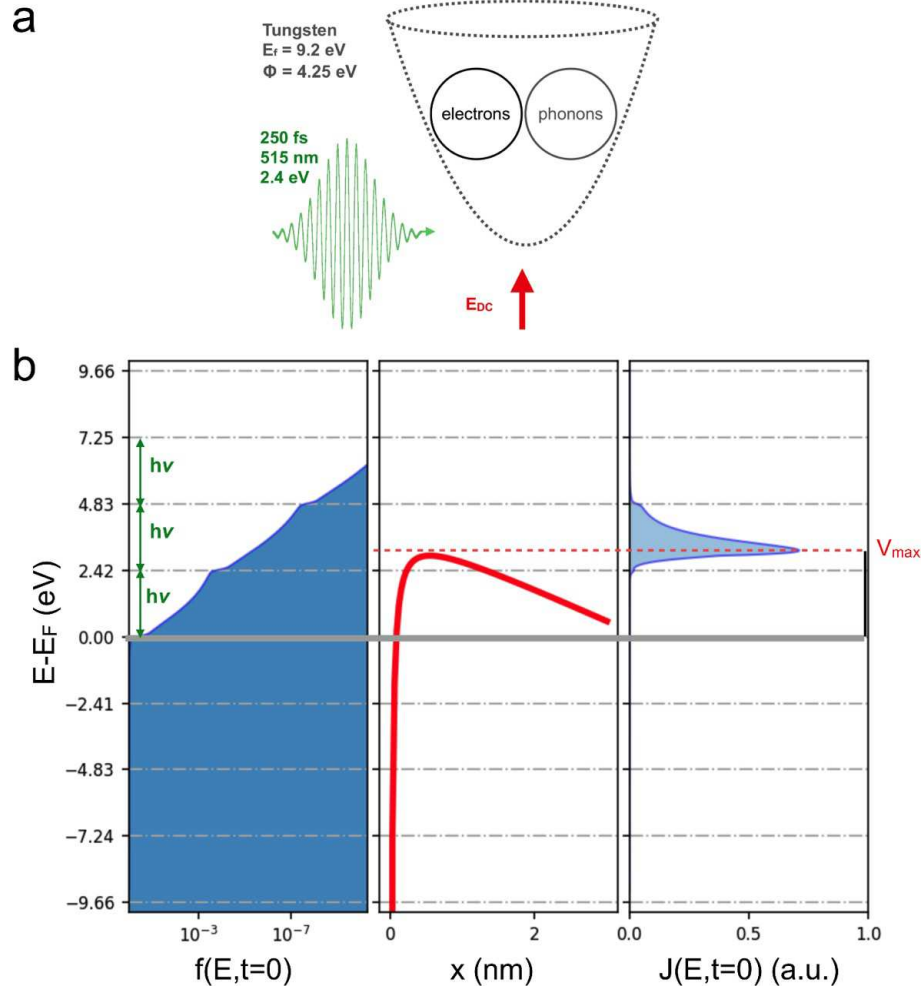 a
Tungsten
Ef = 9.2 eV
Φ = 4.25 eV
electrons
phonons
250 fs
515 nm
2.4 eV
EDC
b
9.66
7.25
4.83
2.42
0.00
−2.41
−4.83
−7.24
−9.66
E-EF (eV)
hν
hν
hν
Vmax
10⁻³
10⁻⁷
0
2
0.0
0.5
1.0
f(E,t=0)
x (nm)
J(E,t=0) (a.u.)